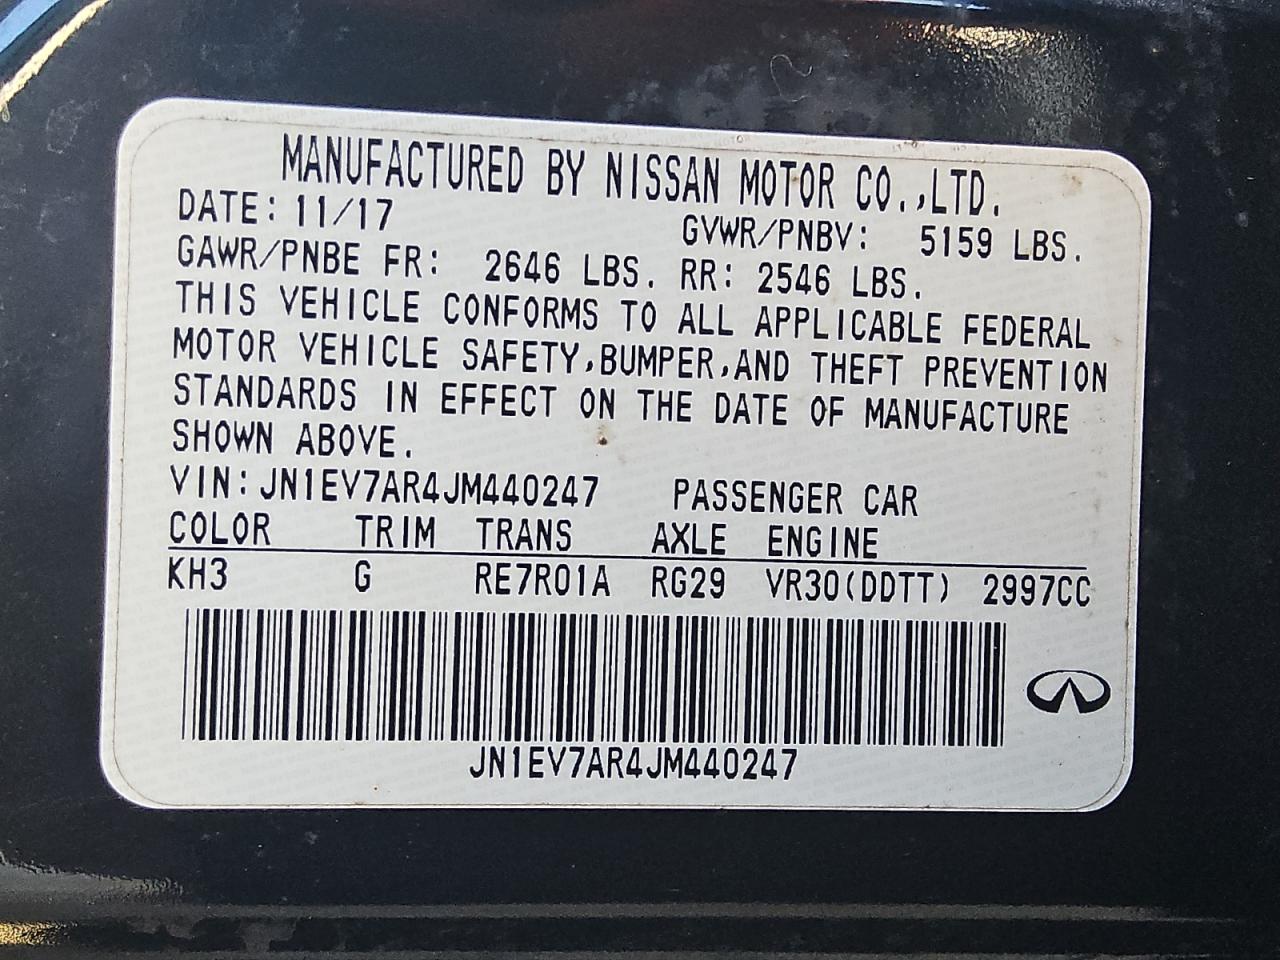 MANUFACTURED BY NISSAN MOTOR CO.,LTD.
DATE: 11/17 GVWR/PNBV: 5159 LBS.
GAWR/PNBE FR: 2646 LBS. RR: 2546 LBS.
THIS VEHICLE CONFORMS TO ALL APPLICABLE FEDERAL
MOTOR VEHICLE SAFETY,BUMPER,AND THEFT PREVENTION
STANDARDS IN EFFECT ON THE DATE OF MANUFACTURE
SHOWN ABOVE.
VIN: JN1EV7AR4JM440247 PASSENGER CAR
COLOR TRIM TRANS AXLE ENGINE
KH3 G RE7R01A RG29 VR30(DDTT) 2997CC
JN1EV7AR4JM440247